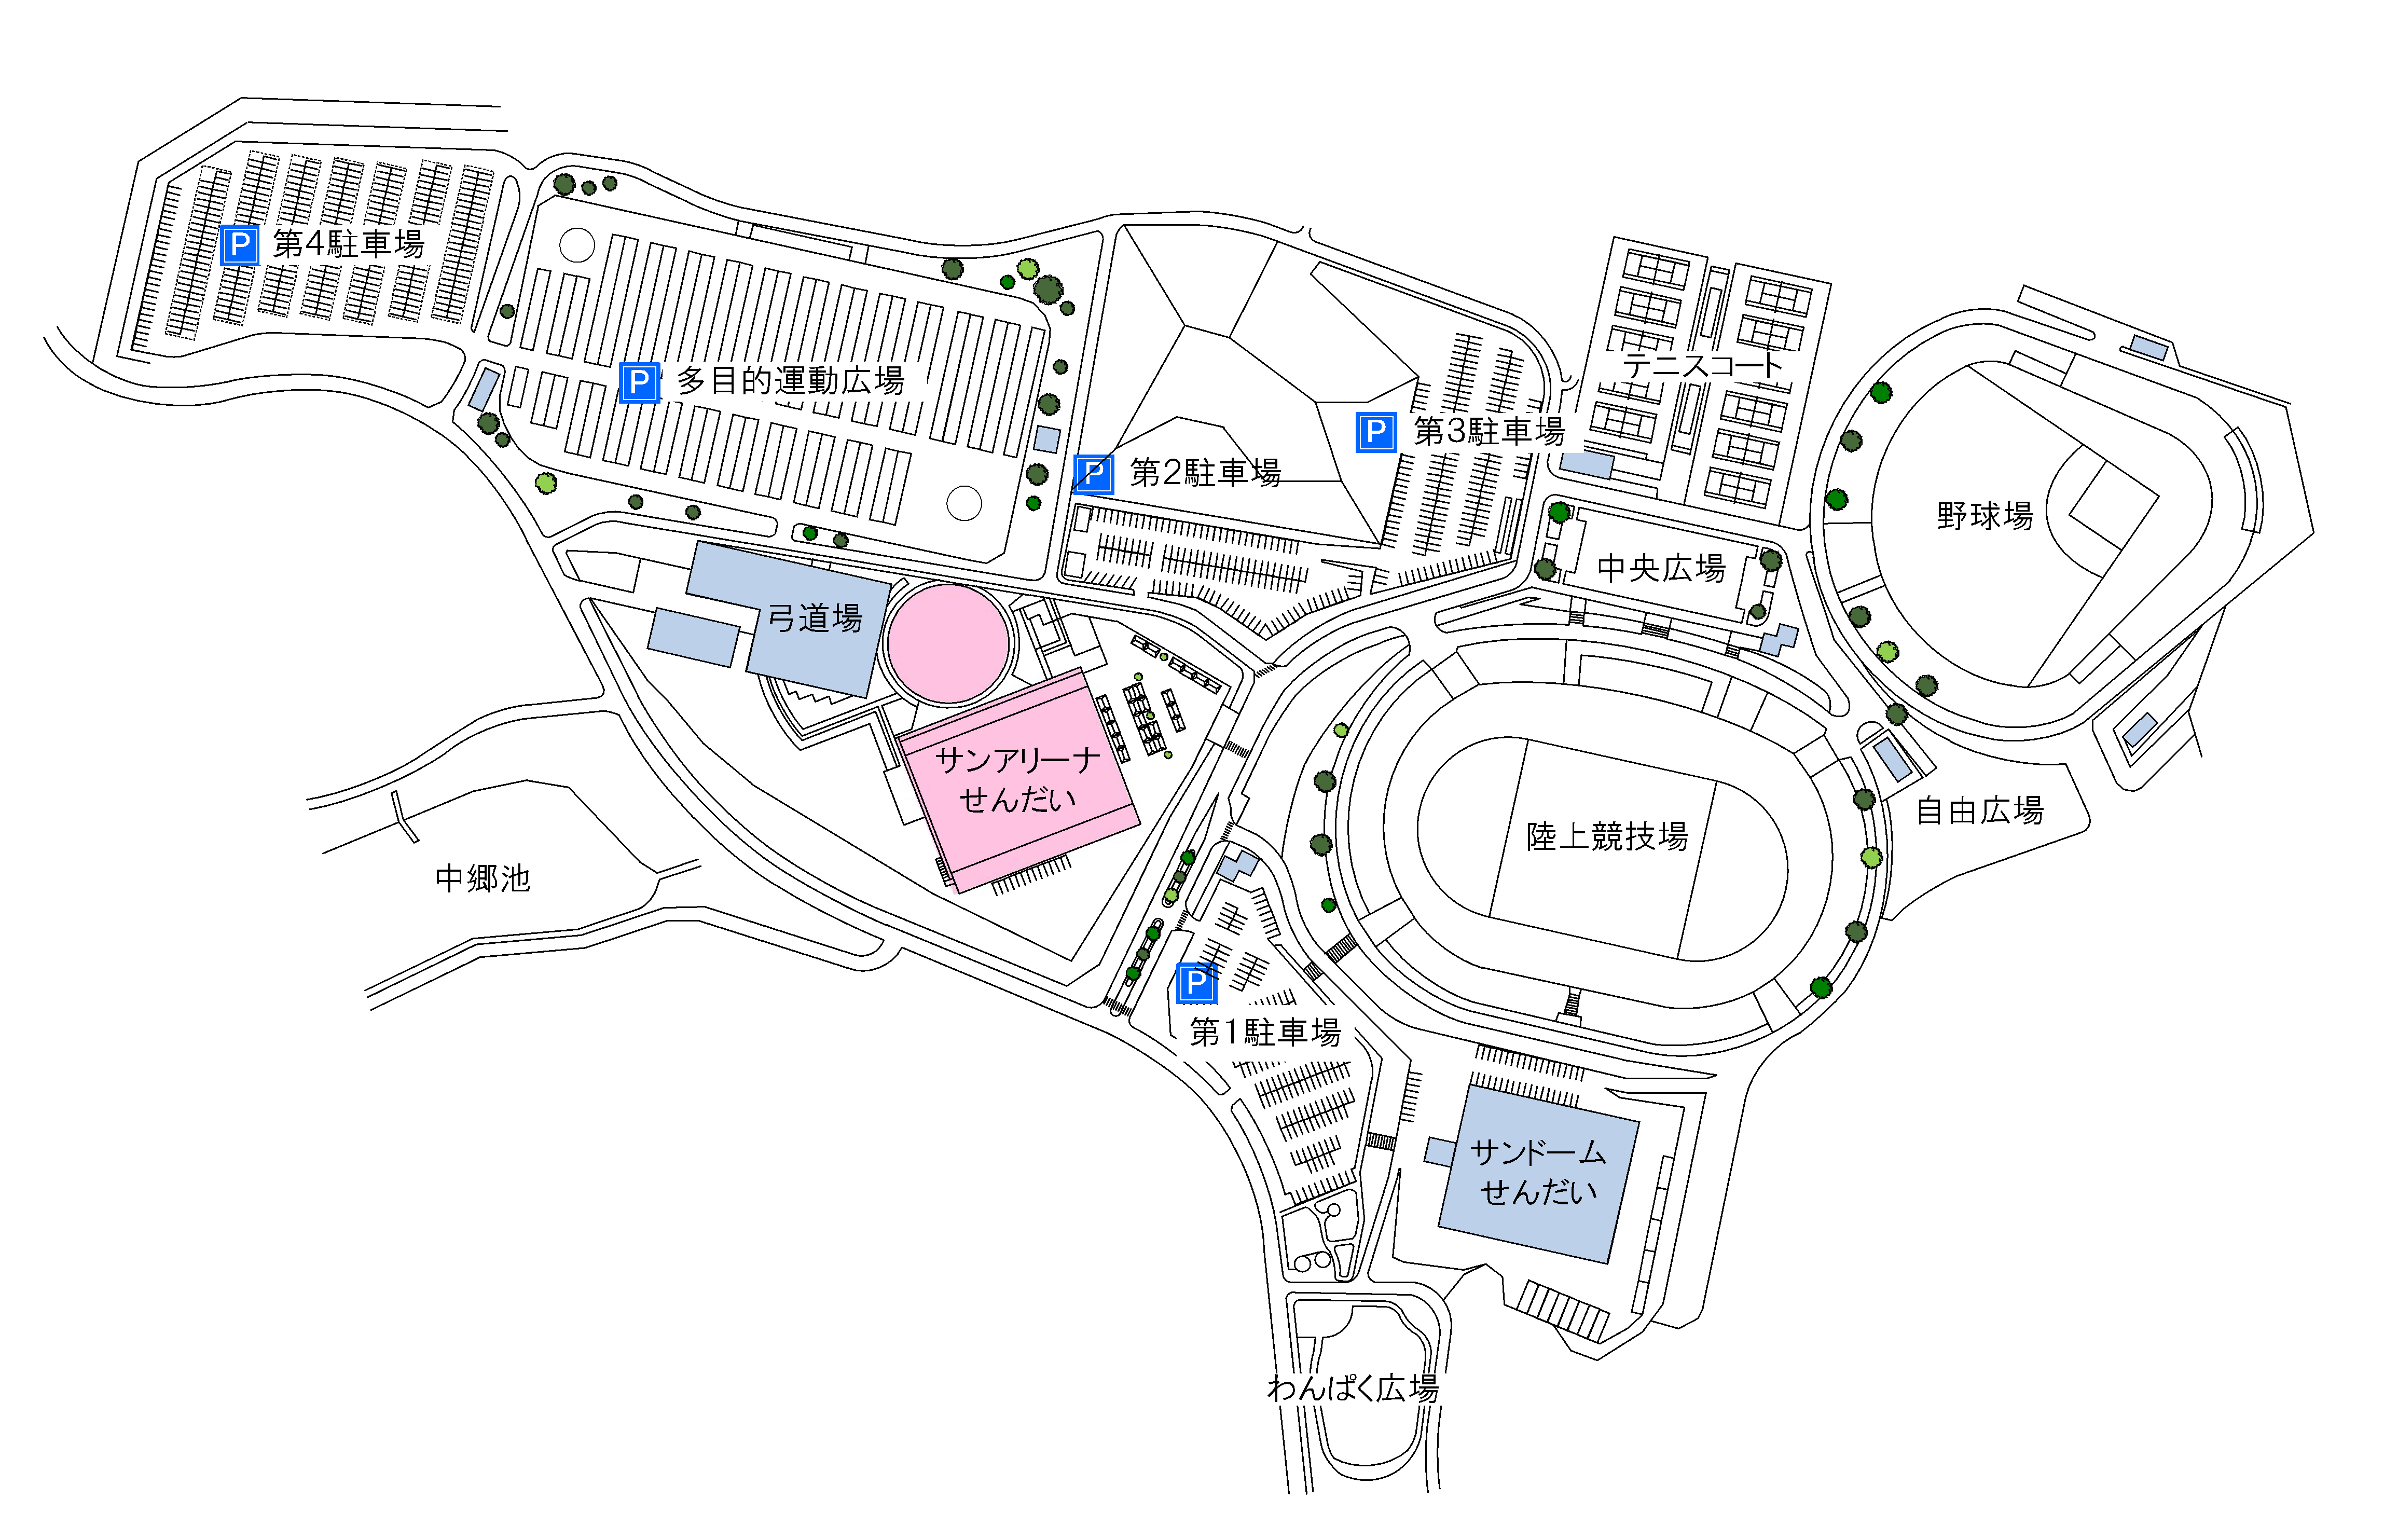 P 第4駐車場
P 多目的運動広場
テニスコート
P 第3駐車場
P 第2駐車場
野球場
中央広場
弓道場
サンアリーナ
せんだい
自由広場
陸上競技場
中郷池
P
第1駐車場
サンドーム
せんだい
わんぱく広場